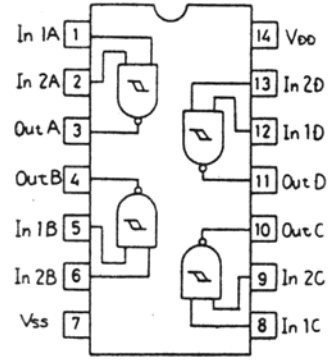 In 1A 1 14 VDD
In 2A 2 13 In 2D
Out A 3 12 In 1D
Out B 4 11 Out D
In 1B 5 10 Out C
In 2B 6 9 In 2C
Vss 7 8 In 1C